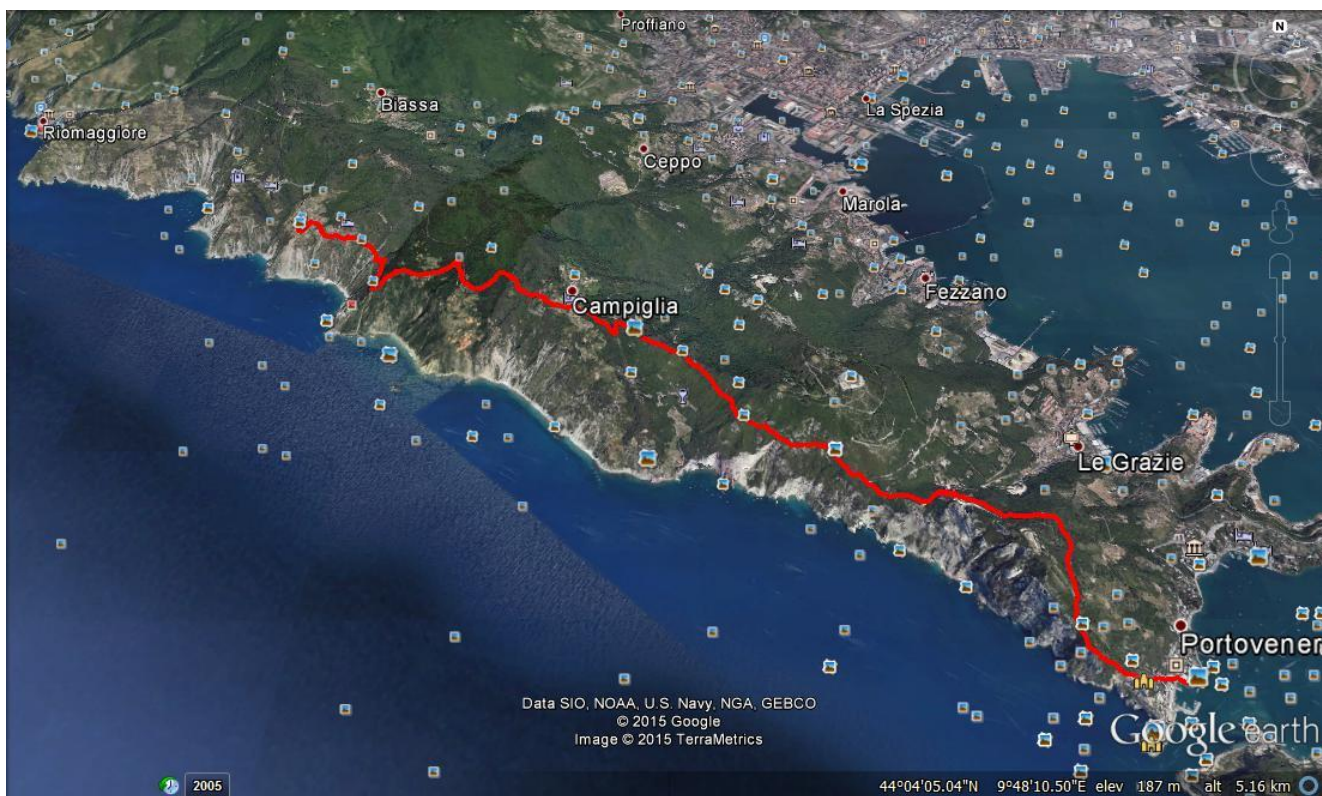 Proffiano
N
Biassa
Riomaggiore
La Spezia
Ceppo
Marola
Fezzano
Campiglia
Le Grazie
Portovener
Data SIO, NOAA, U.S. Navy, NGA, GEBCO
© 2015 Google
Image © 2015 TerraMetrics
Google earth
2005
44°04'05.04"N 9°48'10.50"E elev 187 m alt 5.16 km